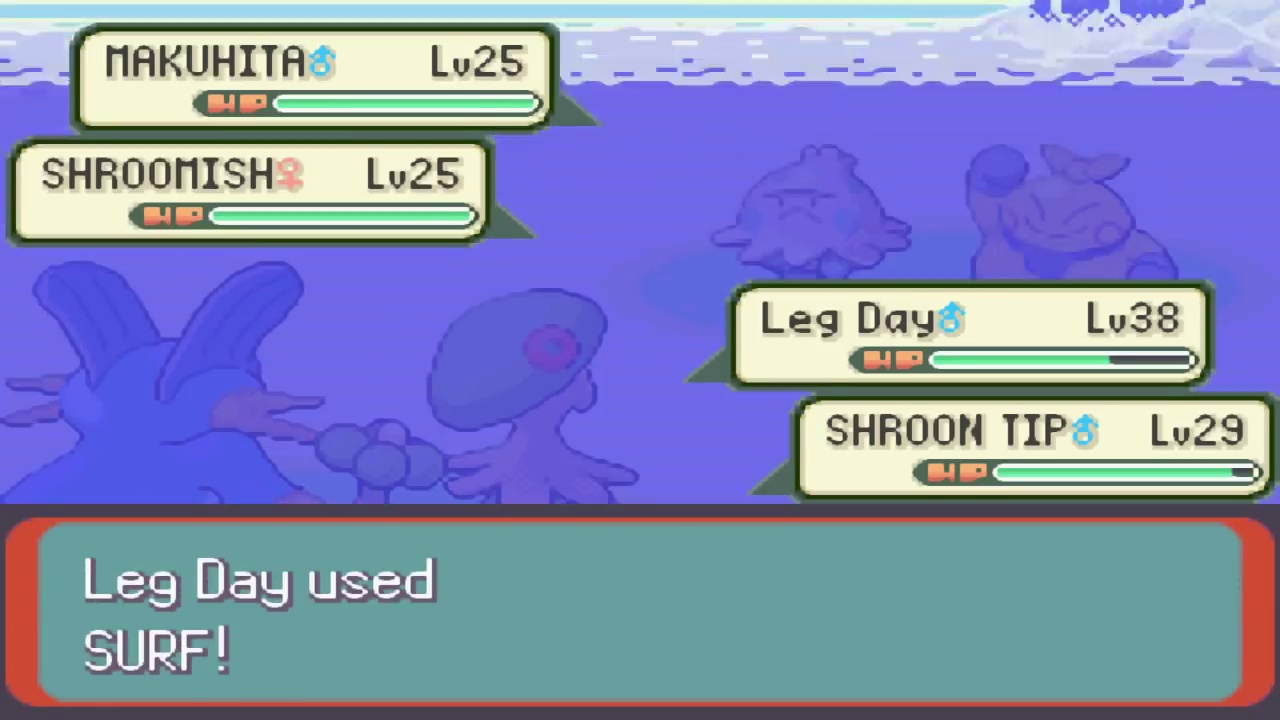 MAKUHITA♂ Lv25
HP
SHROOMISH♀ Lv25
HP
Leg Day♂ Lv38
HP
SHROON TIP♂ Lv29
HP
Leg Day used
SURF!